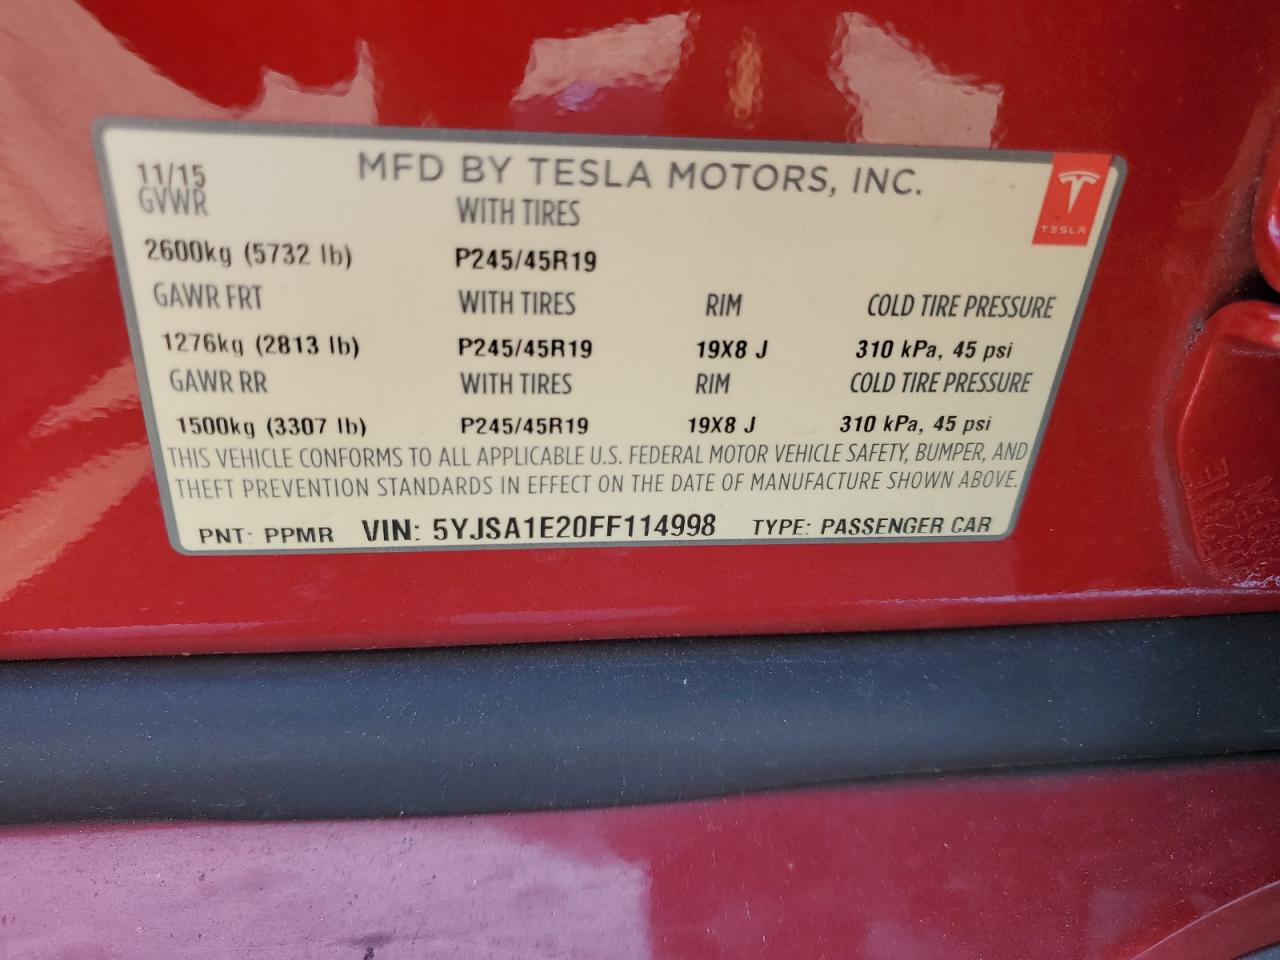 11/15 MFD BY TESLA MOTORS, INC.
TESLA
GVWR WITH TIRES
2600kg (5732 lb) P245/45R19
GAWR FRT WITH TIRES RIM COLD TIRE PRESSURE
1276kg (2813 lb) P245/45R19 19X8 J 310 kPa, 45 psi
GAWR RR WITH TIRES RIM COLD TIRE PRESSURE
1500kg (3307 lb) P245/45R19 19X8 J 310 kPa, 45 psi
THIS VEHICLE CONFORMS TO ALL APPLICABLE U.S. FEDERAL MOTOR VEHICLE SAFETY, BUMPER, AND
THEFT PREVENTION STANDARDS IN EFFECT ON THE DATE OF MANUFACTURE SHOWN ABOVE.
PNT: PPMR VIN: 5YJSA1E20FF114998 TYPE: PASSENGER CAR